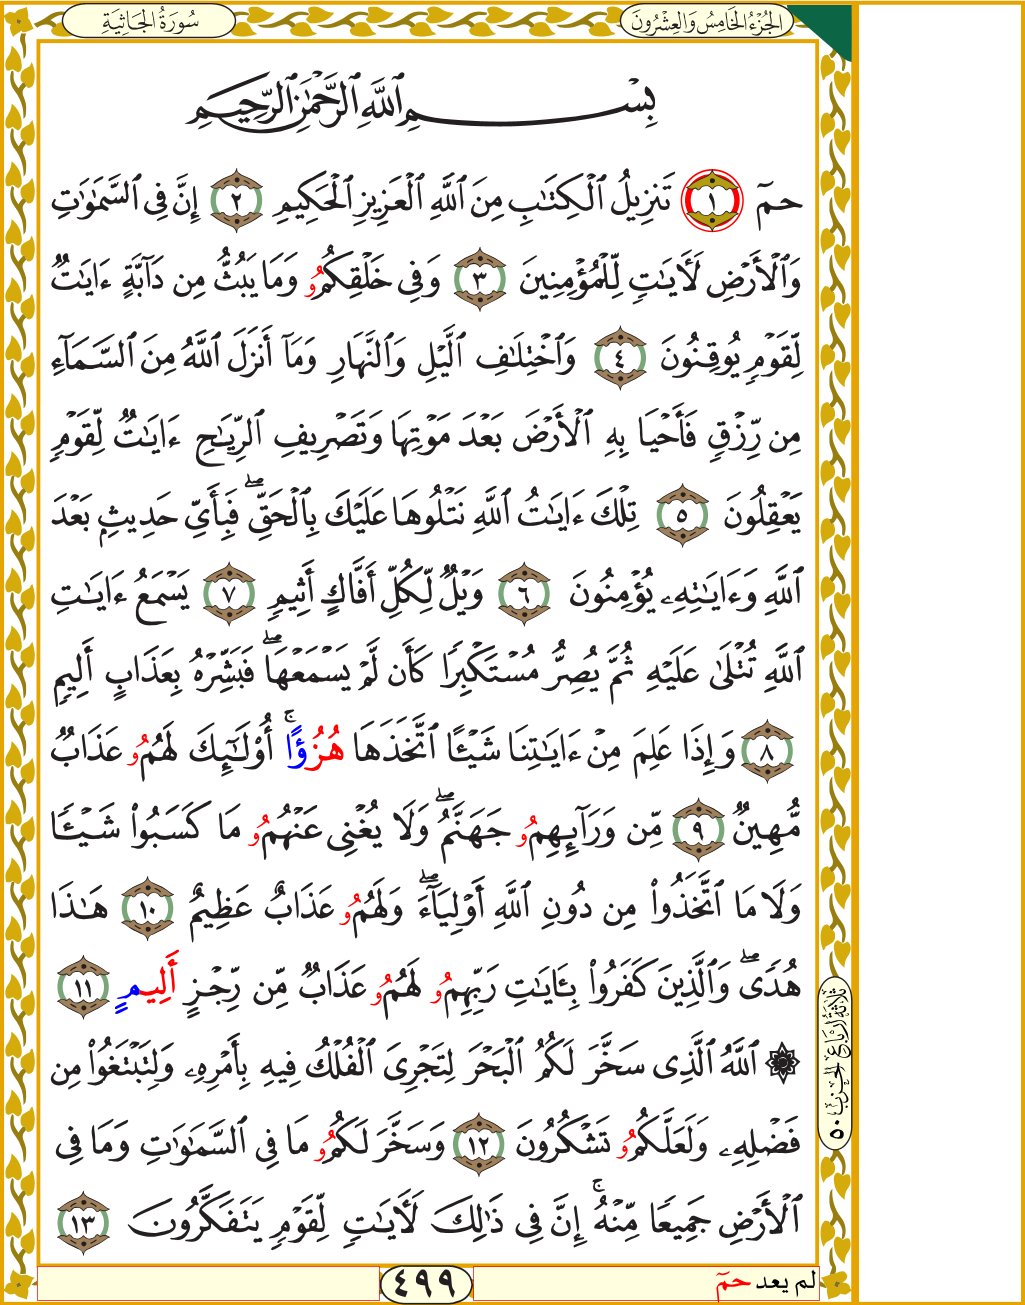 الجُزْءُ الخَامِسُ وَالعِشْرُونَ
سُورَةُ الجَاثِيَةِ
بِسْمِ ٱللَّهِ ٱلرَّحْمَٰنِ ٱلرَّحِيمِ
حمٓ ١ تَنزِيلُ ٱلْكِتَٰبِ مِنَ ٱللَّهِ ٱلْعَزِيزِ ٱلْحَكِيمِ ٢ إِنَّ فِى ٱلسَّمَٰوَٰتِ
وَٱلْأَرْضِ لَأَيَٰتٍ لِّلْمُؤْمِنِينَ ٣ وَفِى خَلْقِكُمُۥ وَمَا يَبُثُّ مِن دَآبَّةٍ ءَايَٰتٌ
لِّقَوْمٍ يُوقِنُونَ ٤ وَٱخْتِلَٰفِ ٱلَّيْلِ وَٱلنَّهَارِ وَمَآ أَنزَلَ ٱللَّهُ مِنَ ٱلسَّمَآءِ
مِن رِّزْقٍ فَأَحْيَا بِهِ ٱلْأَرْضَ بَعْدَ مَوْتِهَا وَتَصْرِيفِ ٱلرِّيَٰحِ ءَايَٰتٌ لِّقَوْمٍ
يَعْقِلُونَ ٥ تِلْكَ ءَايَٰتُ ٱللَّهِ نَتْلُوهَا عَلَيْكَ بِٱلْحَقِّۖ فَبِأَىِّ حَدِيثٍۭ بَعْدَ
ٱللَّهِ وَءَايَٰتِهِۦ يُؤْمِنُونَ ٦ وَيْلٌ لِّكُلِّ أَفَّاكٍ أَثِيمٍ ٧ يَسْمَعُ ءَايَٰتِ
ٱللَّهِ تُتْلَىٰ عَلَيْهِ ثُمَّ يُصِرُّ مُسْتَكْبِرًا كَأَن لَّمْ يَسْمَعْهَاۖ فَبَشِّرْهُ بِعَذَابٍ أَلِيمٍ
٨ وَإِذَا عَلِمَ مِنْ ءَايَٰتِنَا شَيْـًٔا ٱتَّخَذَهَا هُزُؤًاۚ أُوْلَٰٓئِكَ لَهُمُۥ عَذَابٌ
مُّهِينٌ ٩ مِّن وَرَآئِهِمُۥ جَهَنَّمُۖ وَلَا يُغْنِى عَنْهُمُۥ مَا كَسَبُواْ شَيْـًٔا
وَلَا مَا ٱتَّخَذُواْ مِن دُونِ ٱللَّهِ أَوْلِيَآءَۖ وَلَهُمُۥ عَذَابٌ عَظِيمٌ ١٠ هَٰذَا
هُدًىۖ وَٱلَّذِينَ كَفَرُواْ بِـَٔايَٰتِ رَبِّهِمُۥ لَهُمُۥ عَذَابٌ مِّن رِّجْزٍ أَلِيمٍ ١١
۞ ٱللَّهُ ٱلَّذِى سَخَّرَ لَكُمُ ٱلْبَحْرَ لِتَجْرِىَ ٱلْفُلْكُ فِيهِ بِأَمْرِهِۦ وَلِتَبْتَغُواْ مِن
فَضْلِهِۦ وَلَعَلَّكُمُۥ تَشْكُرُونَ ١٢ وَسَخَّرَ لَكُمُۥ مَا فِى ٱلسَّمَٰوَٰتِ وَمَا فِى
ٱلْأَرْضِ جَمِيعًا مِّنْهُۚ إِنَّ فِى ذَٰلِكَ لَأَيَٰتٍ لِّقَوْمٍ يَتَفَكَّرُونَ ١٣
ثَلَاثَةُ أَرْبَاعِ الحِزْب ٥٠
لم يعد حمٓ
٤٩٩